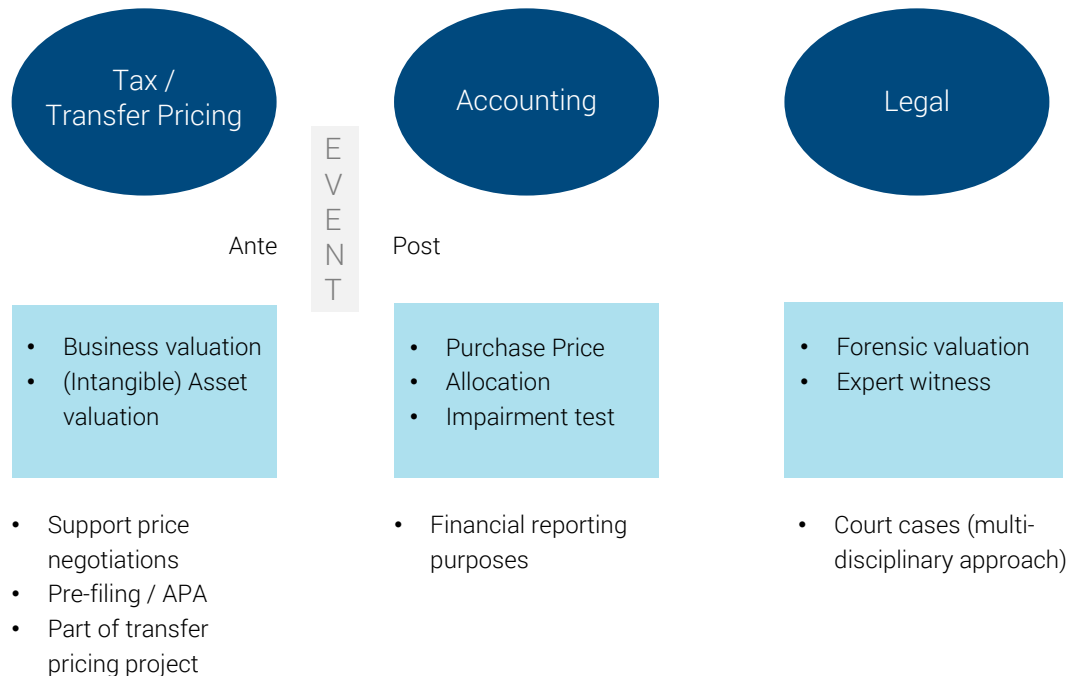 Tax /
Transfer Pricing
Accounting
Legal
E
V
E
N
T
Ante
Post
• Business valuation
• (Intangible) Asset
valuation
• Purchase Price
• Allocation
• Impairment test
• Forensic valuation
• Expert witness
• Support price
negotiations
• Pre-filing / APA
• Part of transfer
pricing project
• Financial reporting
purposes
• Court cases (multi-
disciplinary approach)